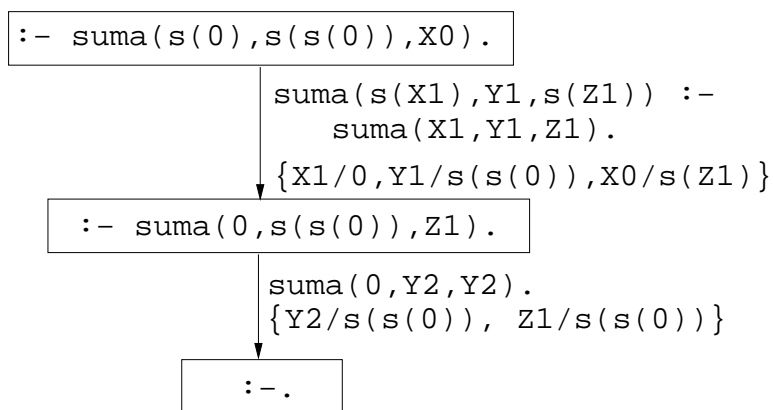 :- suma(s(0),s(s(0)),X0).
suma(s(X1),Y1,s(Z1)) :-
suma(X1,Y1,Z1).
{X1/0,Y1/s(s(0)),X0/s(Z1)}
:- suma(0,s(s(0)),Z1).
suma(0,Y2,Y2).
{Y2/s(s(0)), Z1/s(s(0))}
:-.